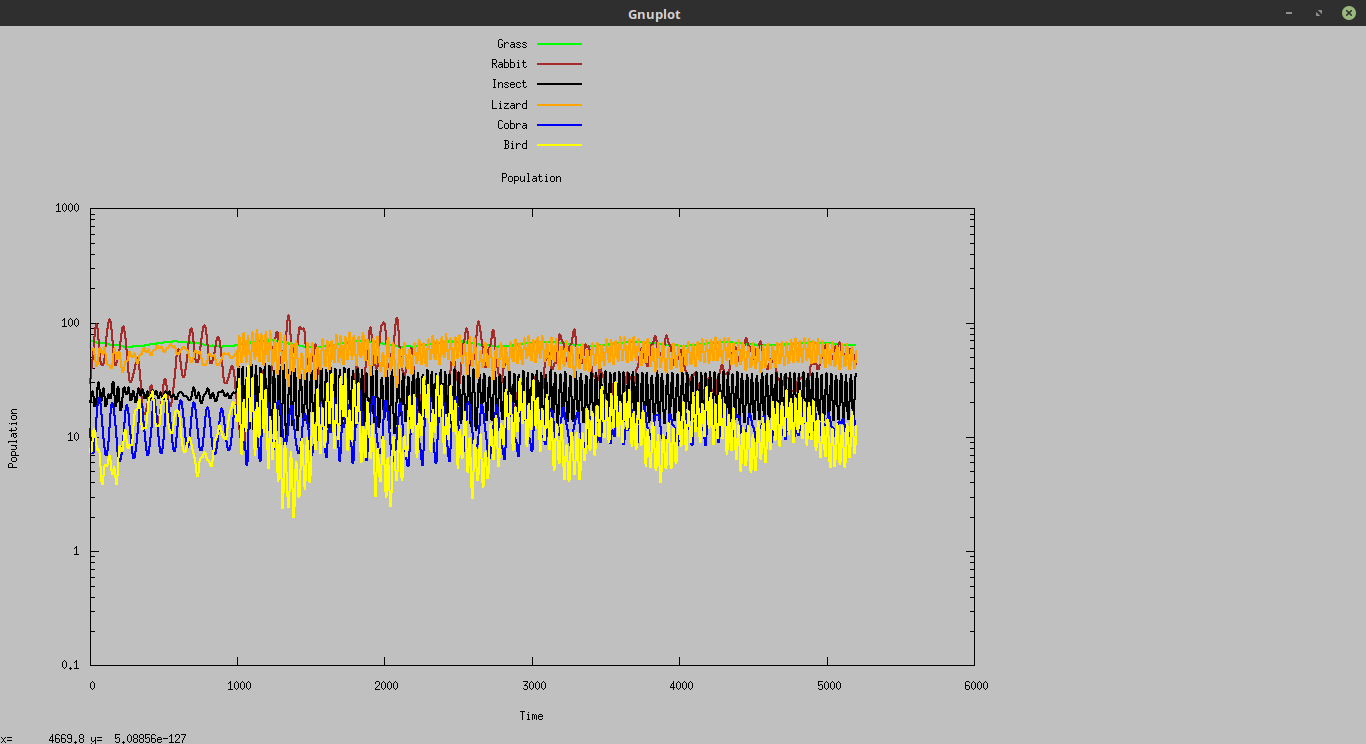 Gnuplot
Grass
Rabbit
Insect
Lizard
Cobra
Bird
Population
1000
100
10
1
0.1
Population
0 1000 2000 3000 4000 5000 6000
Time
x= 4669.8 y= 5.08856e-127